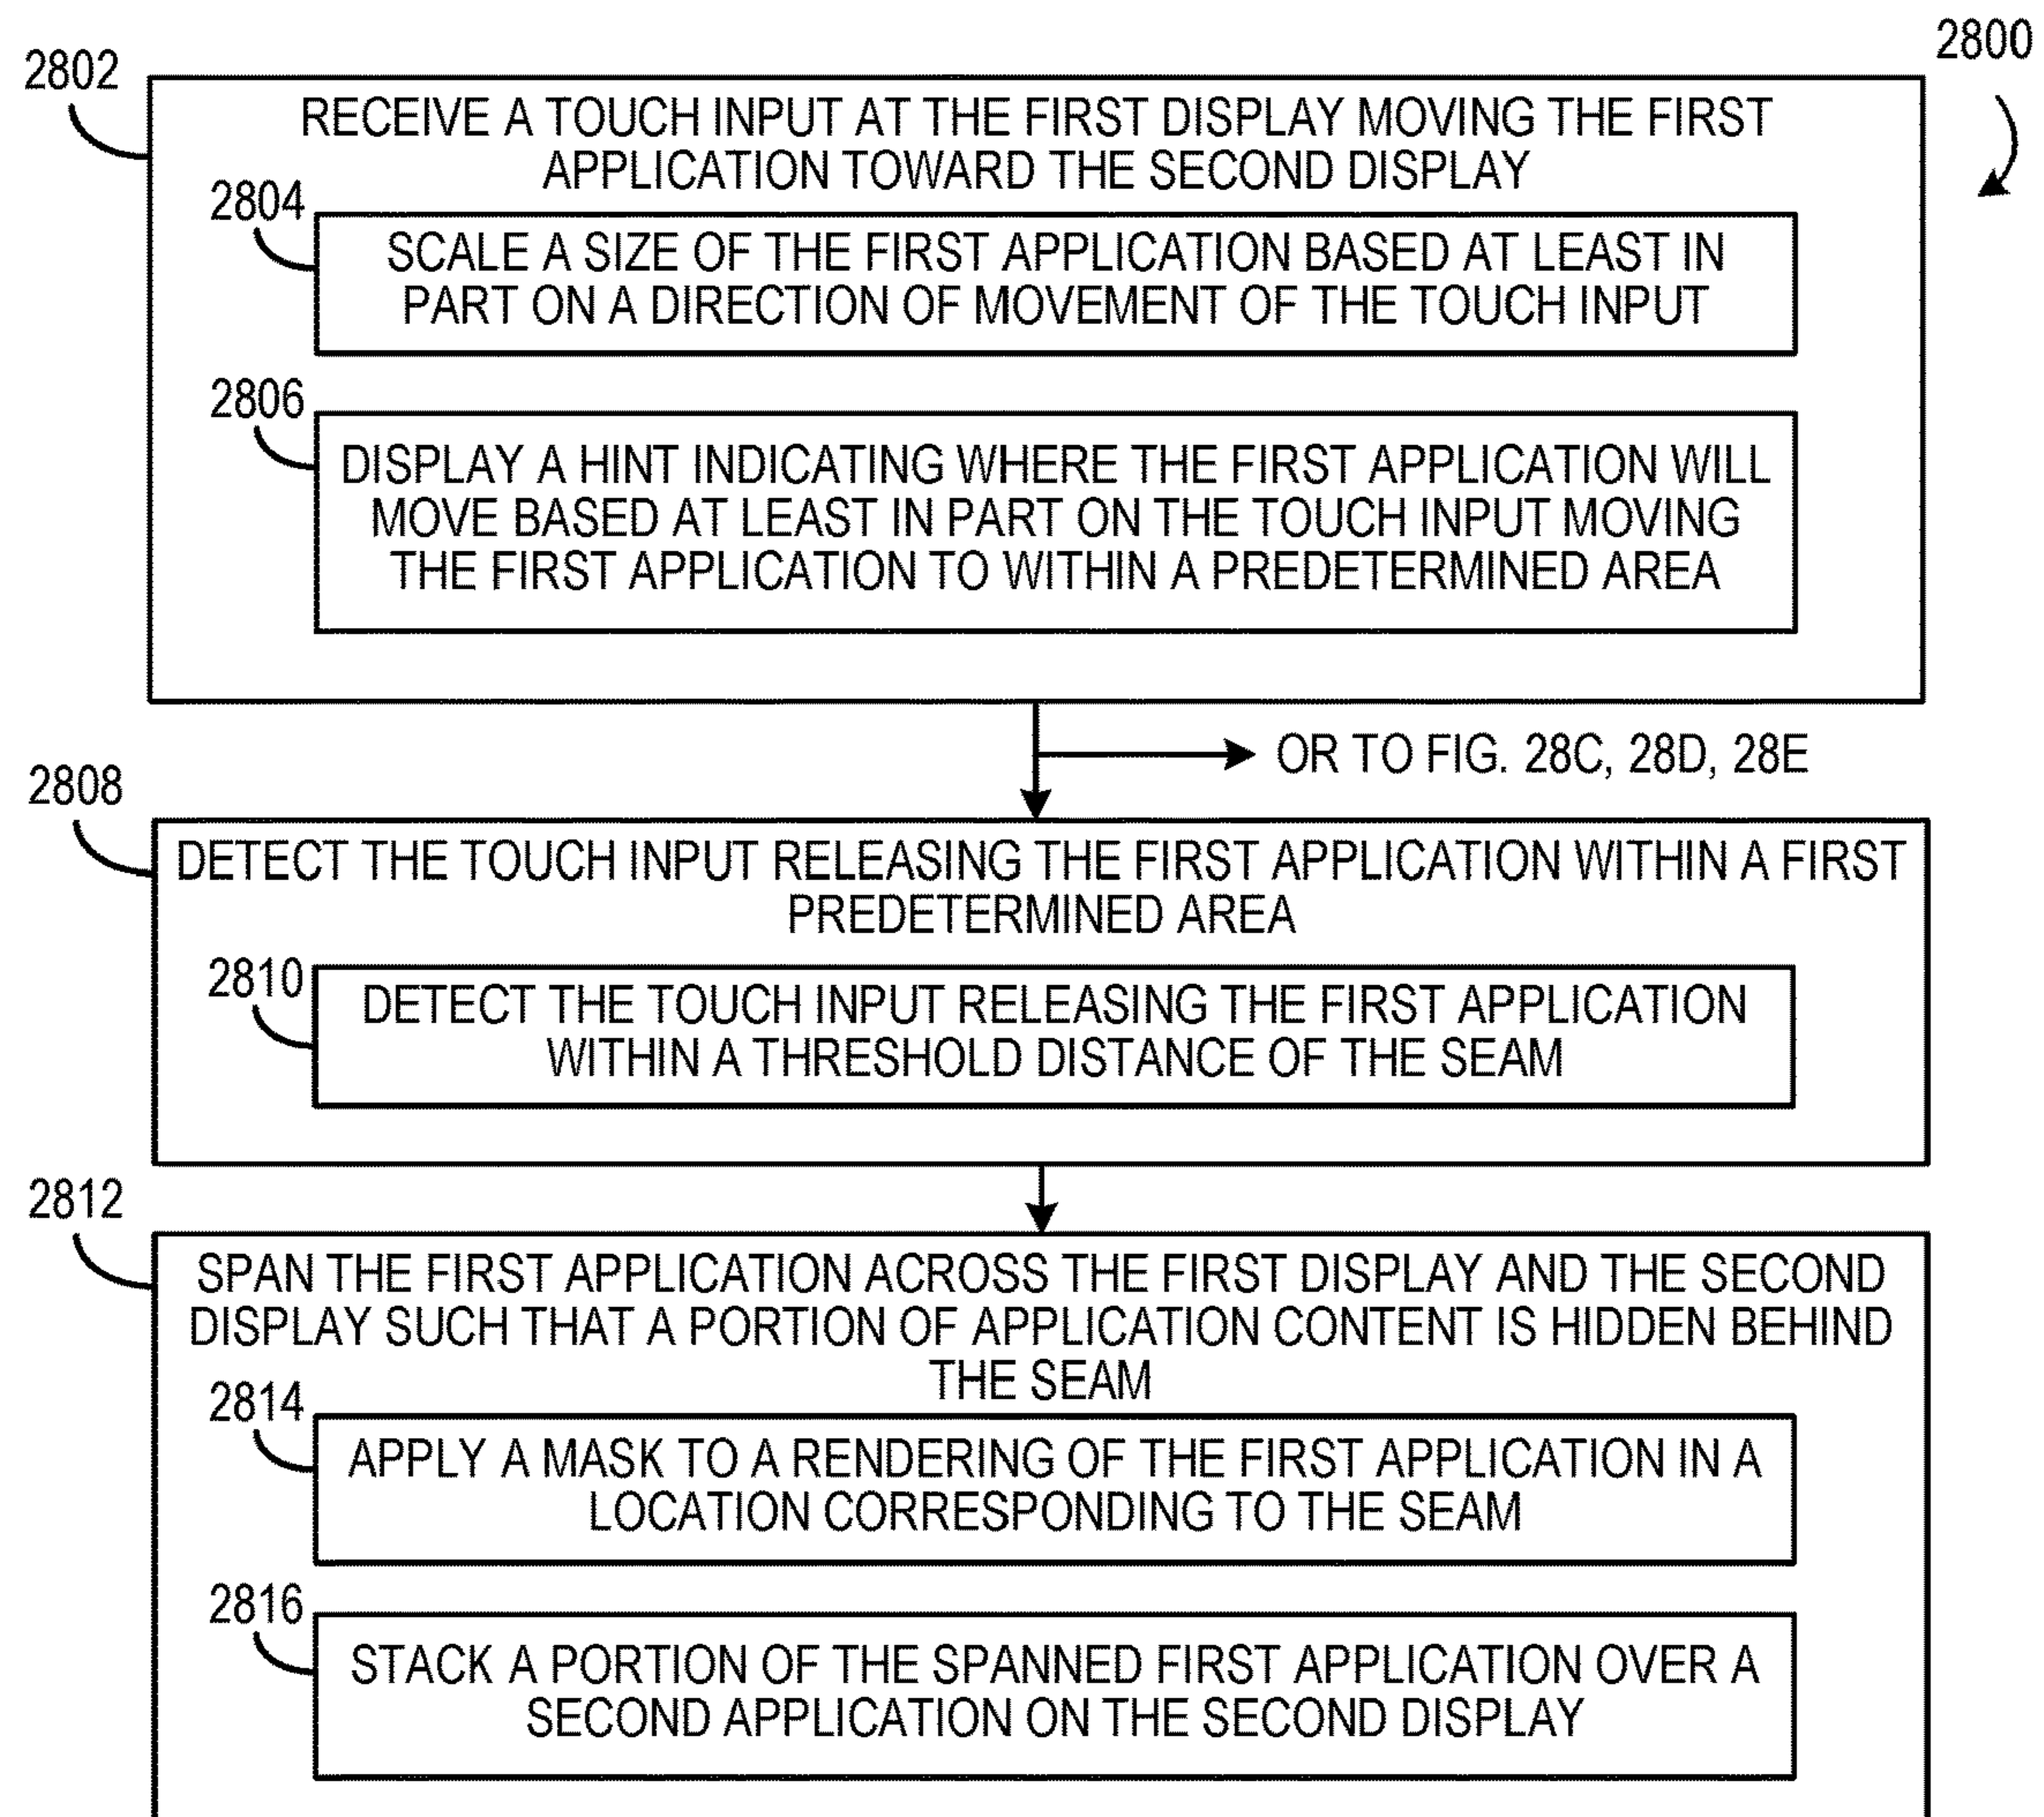 2800
2802
RECEIVE A TOUCH INPUT AT THE FIRST DISPLAY MOVING THE FIRST
APPLICATION TOWARD THE SECOND DISPLAY
2804
SCALE A SIZE OF THE FIRST APPLICATION BASED AT LEAST IN
PART ON A DIRECTION OF MOVEMENT OF THE TOUCH INPUT
2806
DISPLAY A HINT INDICATING WHERE THE FIRST APPLICATION WILL
MOVE BASED AT LEAST IN PART ON THE TOUCH INPUT MOVING
THE FIRST APPLICATION TO WITHIN A PREDETERMINED AREA
OR TO FIG. 28C, 28D, 28E
2808
DETECT THE TOUCH INPUT RELEASING THE FIRST APPLICATION WITHIN A FIRST
PREDETERMINED AREA
2810
DETECT THE TOUCH INPUT RELEASING THE FIRST APPLICATION
WITHIN A THRESHOLD DISTANCE OF THE SEAM
2812
SPAN THE FIRST APPLICATION ACROSS THE FIRST DISPLAY AND THE SECOND
DISPLAY SUCH THAT A PORTION OF APPLICATION CONTENT IS HIDDEN BEHIND
THE SEAM
2814
APPLY A MASK TO A RENDERING OF THE FIRST APPLICATION IN A
LOCATION CORRESPONDING TO THE SEAM
2816
STACK A PORTION OF THE SPANNED FIRST APPLICATION OVER A
SECOND APPLICATION ON THE SECOND DISPLAY